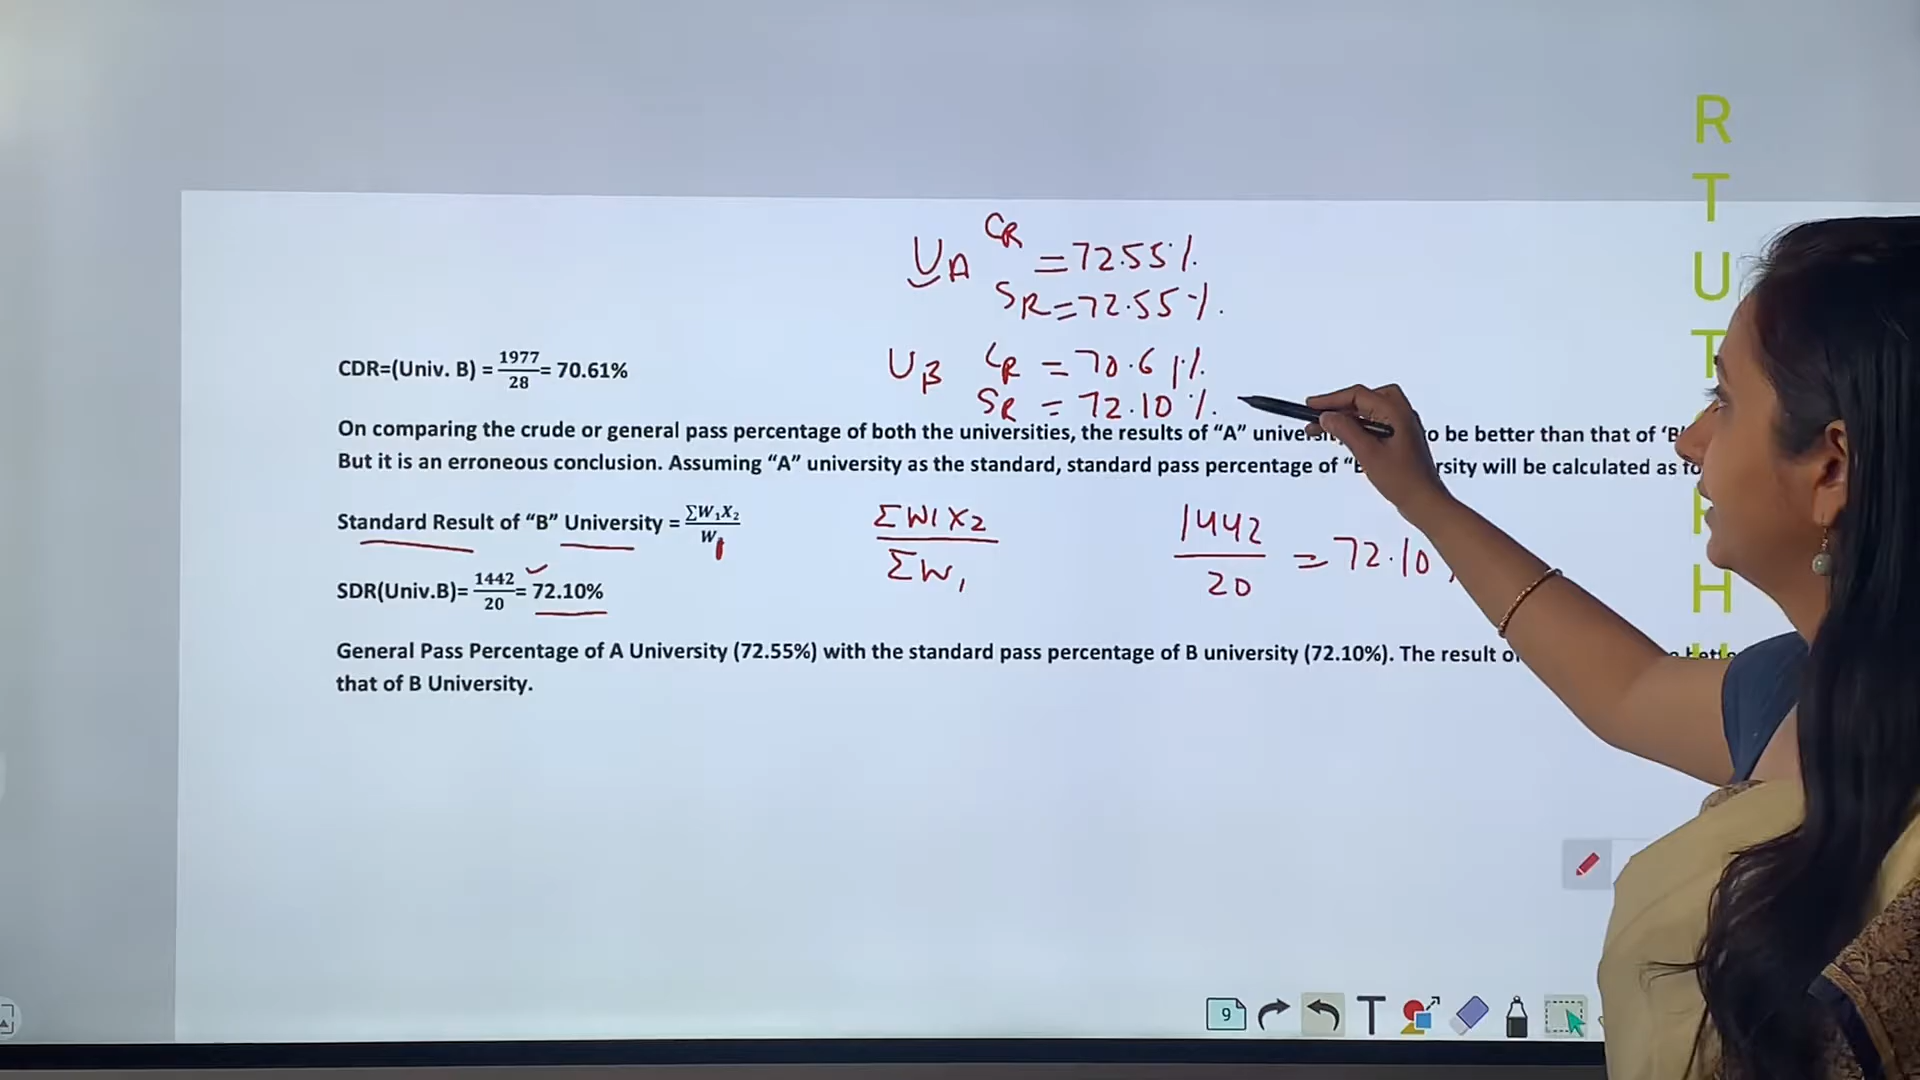 U_A CR = 72.55%.
SR = 72.55%.
CDR=(Univ. B) = 1977/28 = 70.61%
U_B CR = 70.61%
SR = 72.10%.
On comparing the crude or general pass percentage of both the universities, the results of “A” to be better than that of ‘B’
But it is an erroneous conclusion. Assuming “A” university as the standard, standard pass percentage of will be calculated as
Standard Result of “B” University = ΣW₁X₂/W₁
ΣW1X2/ΣW₁
1442/20 = 72.10
SDR(Univ.B)= 1442/20 = 72.10%
General Pass Percentage of A University (72.55%) with the standard pass percentage of B university (72.10%). The result
that of B University.
R
T
U
T
H
9